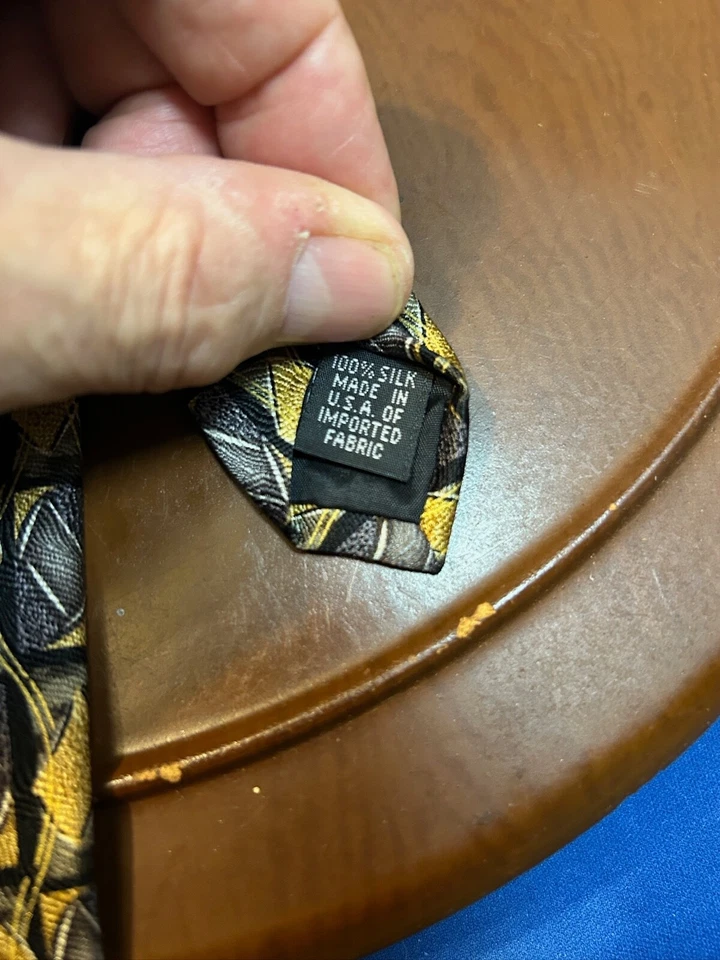 100% SILK
MADE IN
U.S.A. OF
IMPORTED
FABRIC